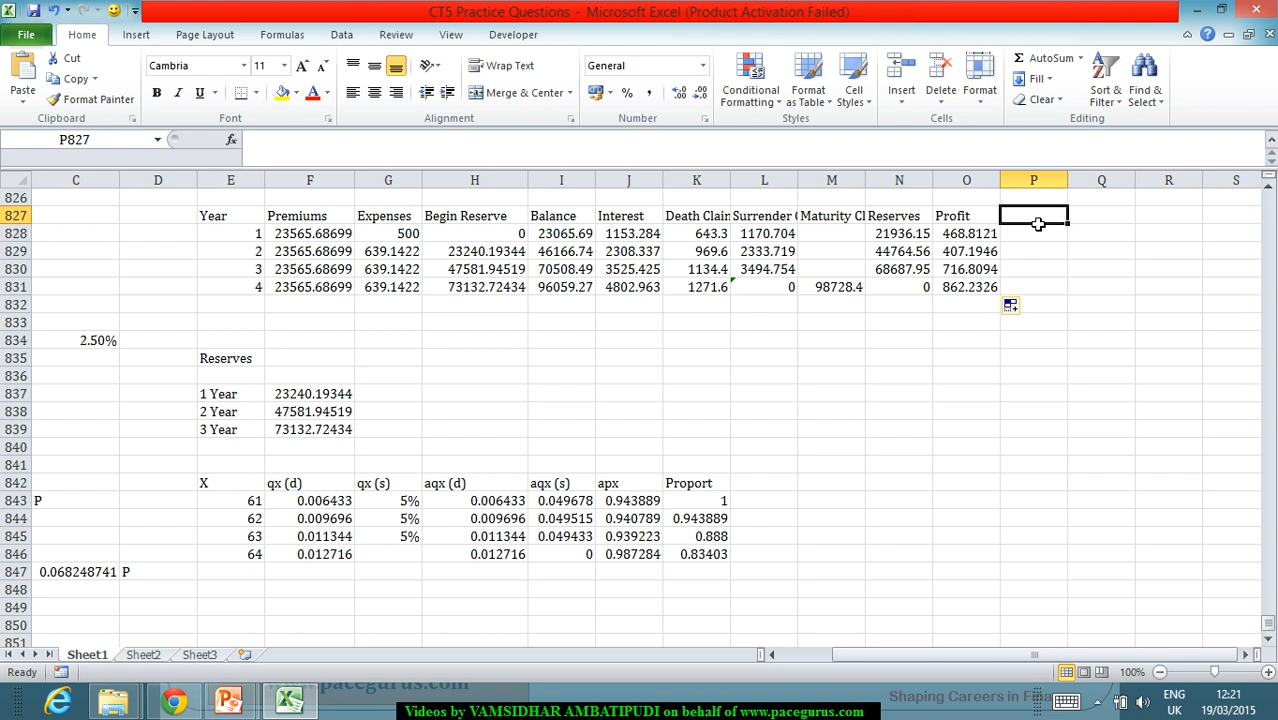 CT5 Practice Questions - Microsoft Excel (Product Activation Failed)
File Home Insert Page Layout Formulas Data Review View Developer
Cut
Copy
Format Painter
Paste
Clipboard
Cambria 11
B I U
Font
Wrap Text
Merge & Center
Alignment
General
% ,
Number
Conditional Formatting
Format as Table
Cell Styles
Styles
Insert Delete Format
Cells
AutoSum
Fill
Clear
Sort & Filter
Find & Select
Editing
P827 fx
C D E F G H I J K L M N O P Q R S
826
827 Year Premiums Expenses Begin Reserve Balance Interest Death Clain Surrender Maturity Cl Reserves Profit
828 1 23565.68699 500 0 23065.69 1153.284 643.3 1170.704 21936.15 468.8121
829 2 23565.68699 639.1422 23240.19344 46166.74 2308.337 969.6 2333.719 44764.56 407.1946
830 3 23565.68699 639.1422 47581.94519 70508.49 3525.425 1134.4 3494.754 68687.95 716.8094
831 4 23565.68699 639.1422 73132.72434 96059.27 4802.963 1271.6 0 98728.4 0 862.2326
832
833
834 2.50%
835 Reserves
836
837 1 Year 23240.19344
838 2 Year 47581.94519
839 3 Year 73132.72434
840
841
842 X qx (d) qx (s) aqx (d) aqx (s) apx Proport
843 P 61 0.006433 5% 0.006433 0.049678 0.943889 1
844 62 0.009696 5% 0.009696 0.049515 0.940789 0.943889
845 63 0.011344 5% 0.011344 0.049433 0.939223 0.888
846 64 0.012716 0.012716 0 0.987284 0.83403
847 0.068248741 P
848
849
850
851
Sheet1 Sheet2 Sheet3
Ready 100%
www.pacegurus.com
Shaping Careers in Fina
ENG
UK
12:21
19/03/2015
Videos by VAMSIDHAR AMBATIPUDI on behalf of www.pacegurus.com